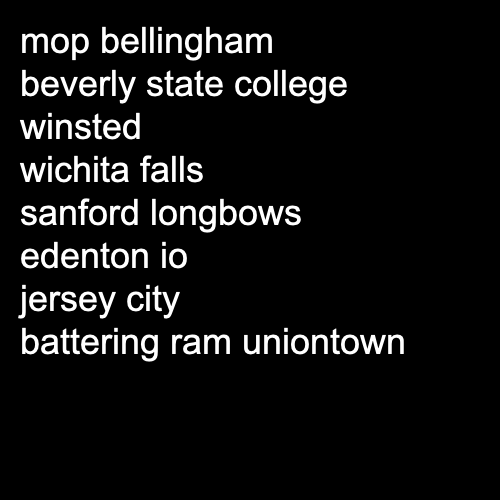 mop bellingham
beverly state college
winsted
wichita falls
sanford longbows
edenton io
jersey city
battering ram uniontown